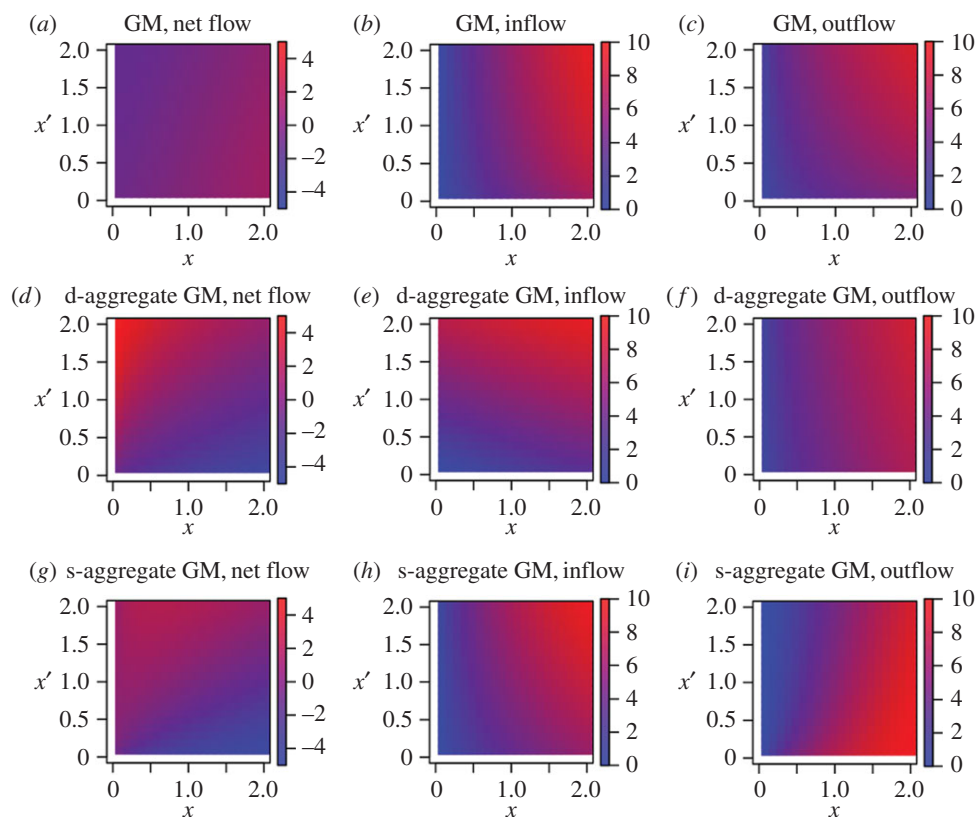 (a) GM, net flow
2.0
1.5
x′ 1.0
0.5
0
0 1.0 2.0
x
4
2
0
−2
−4
(b) GM, inflow
2.0
1.5
x′ 1.0
0.5
0
0 1.0 2.0
x
10
8
6
4
2
0
(c) GM, outflow
2.0
1.5
x′ 1.0
0.5
0
0 1.0 2.0
x
10
8
6
4
2
0
(d) d-aggregate GM, net flow
2.0
1.5
x′ 1.0
0.5
0
0 1.0 2.0
x
4
2
0
−2
−4
(e) d-aggregate GM, inflow
2.0
1.5
x′ 1.0
0.5
0
0 1.0 2.0
x
10
8
6
4
2
0
(f) d-aggregate GM, outflow
2.0
1.5
x′ 1.0
0.5
0
0 1.0 2.0
x
10
8
6
4
2
0
(g) s-aggregate GM, net flow
2.0
1.5
x′ 1.0
0.5
0
0 1.0 2.0
x
4
2
0
−2
−4
(h) s-aggregate GM, inflow
2.0
1.5
x′ 1.0
0.5
0
0 1.0 2.0
x
10
8
6
4
2
0
(i) s-aggregate GM, outflow
2.0
1.5
x′ 1.0
0.5
0
0 1.0 2.0
x
10
8
6
4
2
0